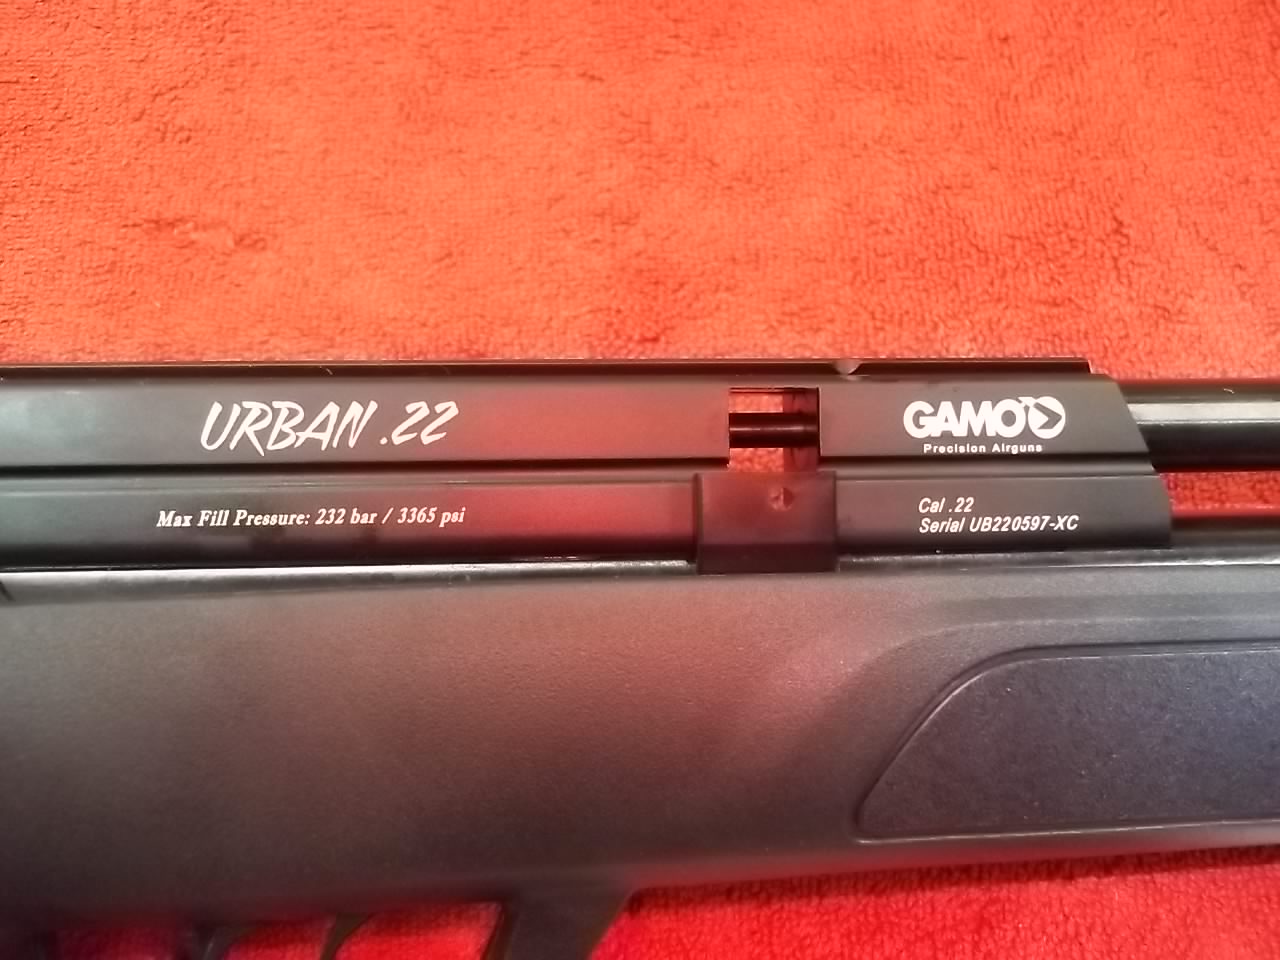 URBAN .22
GAMO
Precision Airguns
Max Fill Pressure: 232 bar / 3365 psi
Cal .22
Serial UB220597-XC